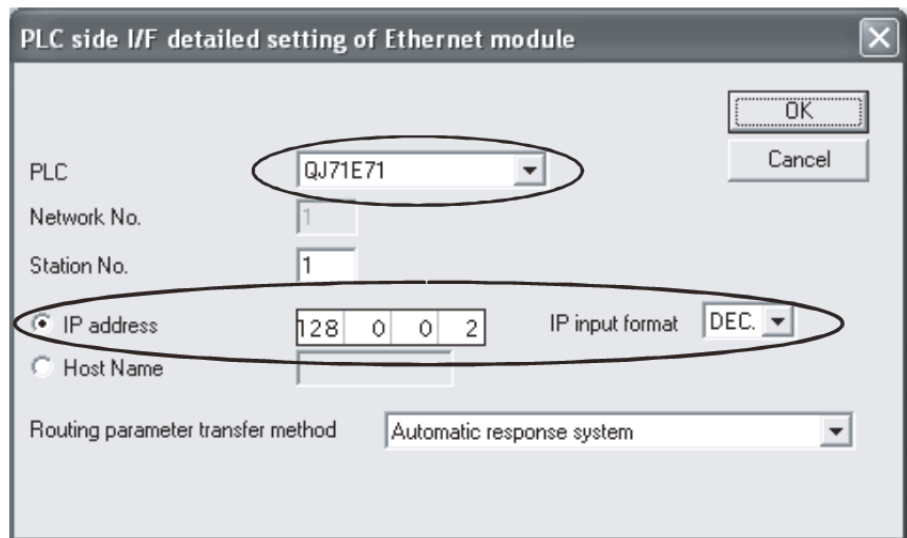 PLC side I/F detailed setting of Ethernet module
OK
PLC QJ71E71 Cancel
Network No. 1
Station No. 1
IP address 128 0 0 2 IP input format DEC.
Host Name
Routing parameter transfer method Automatic response system